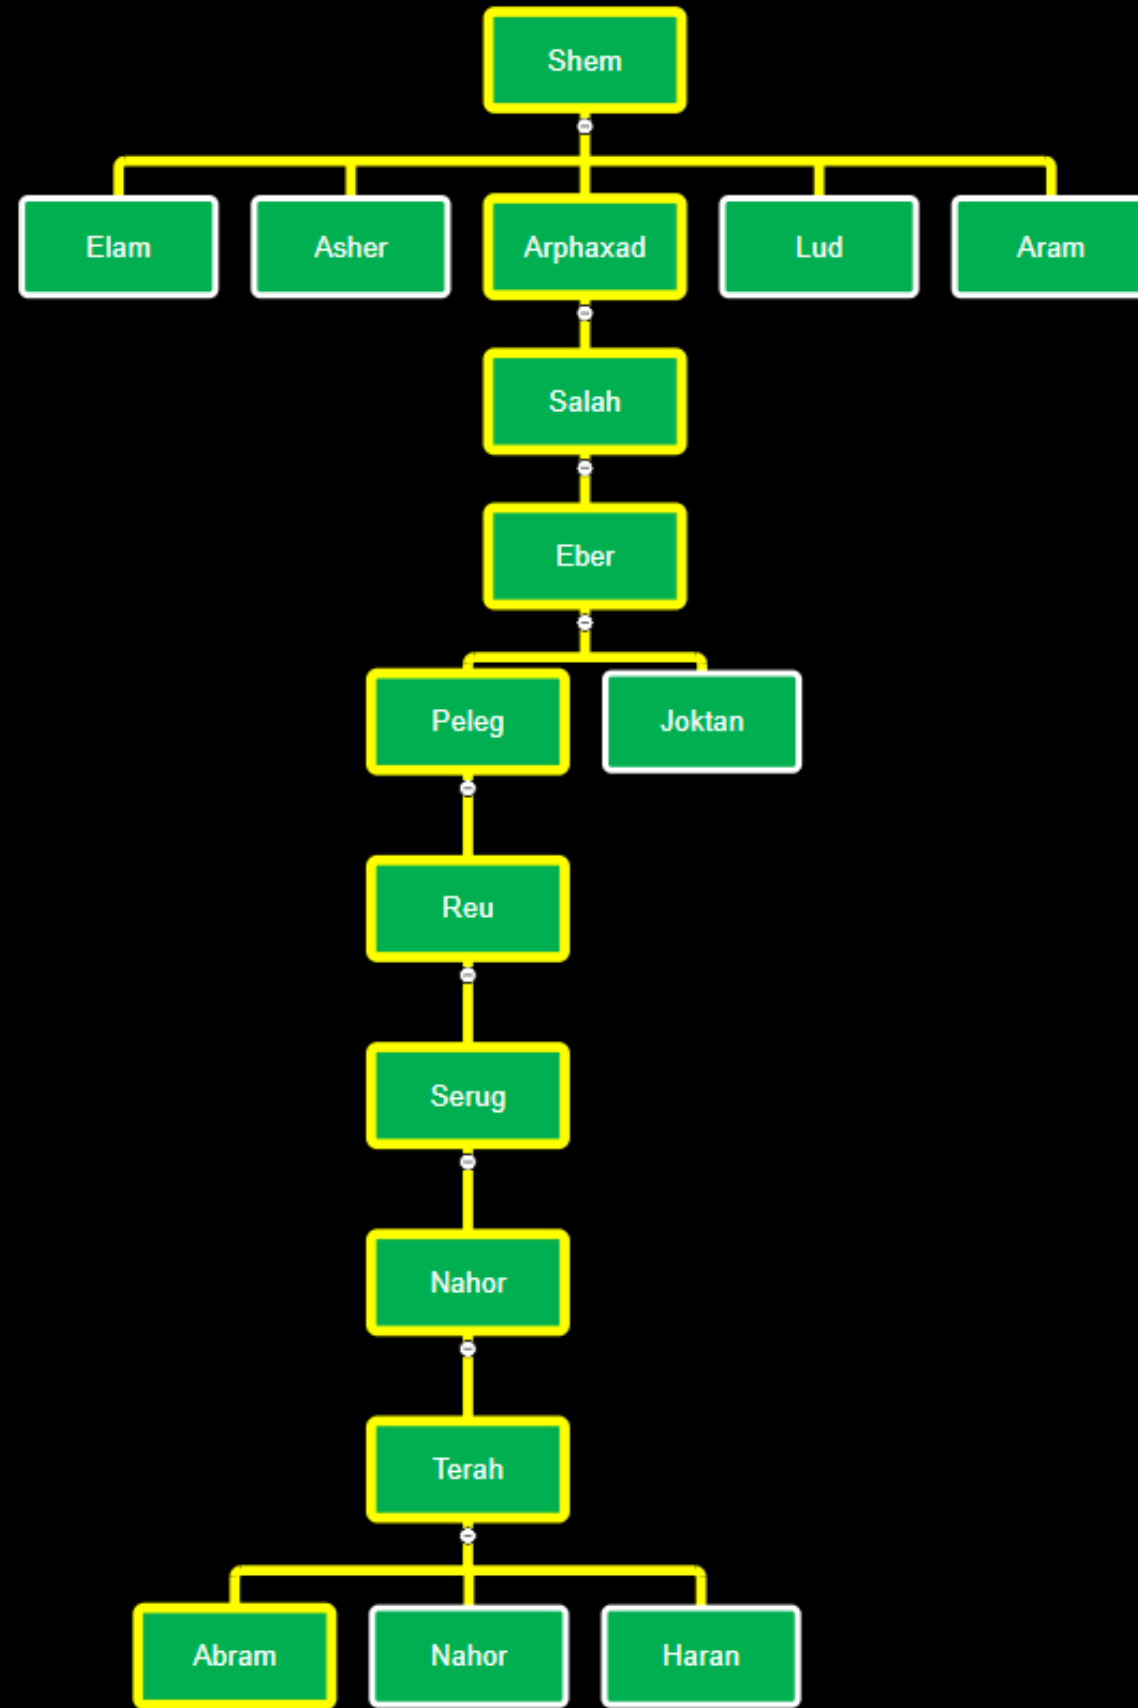 Shem
Elam
Asher
Arphaxad
Lud
Aram
Salah
Eber
Peleg
Joktan
Reu
Serug
Nahor
Terah
Abram
Nahor
Haran